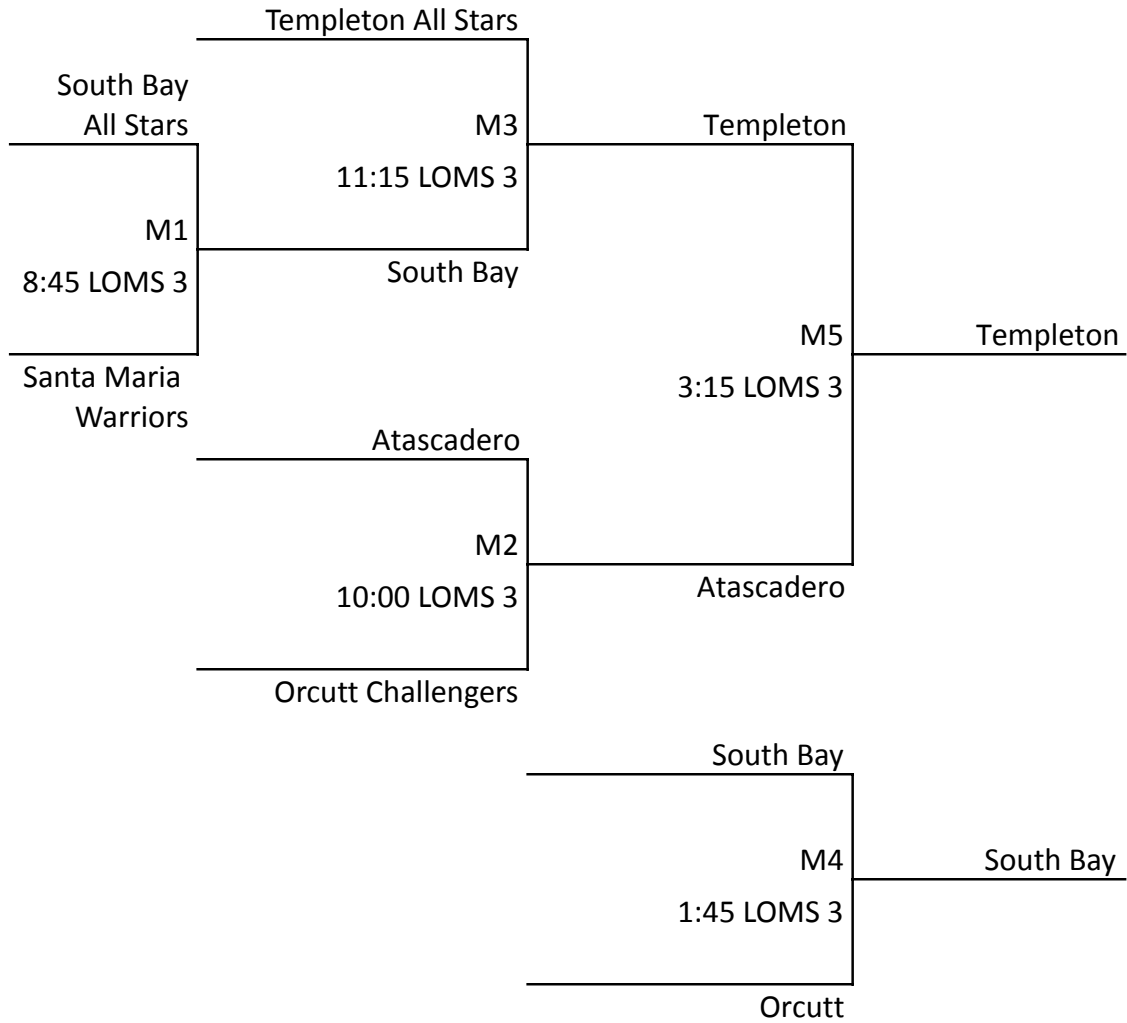 Templeton All Stars
South Bay
All Stars
M3
Templeton
11:15 LOMS 3
M1
South Bay
8:45 LOMS 3
M5
Templeton
Santa Maria
Warriors
3:15 LOMS 3
Atascadero
M2
Atascadero
10:00 LOMS 3
Orcutt Challengers
South Bay
M4
South Bay
1:45 LOMS 3
Orcutt